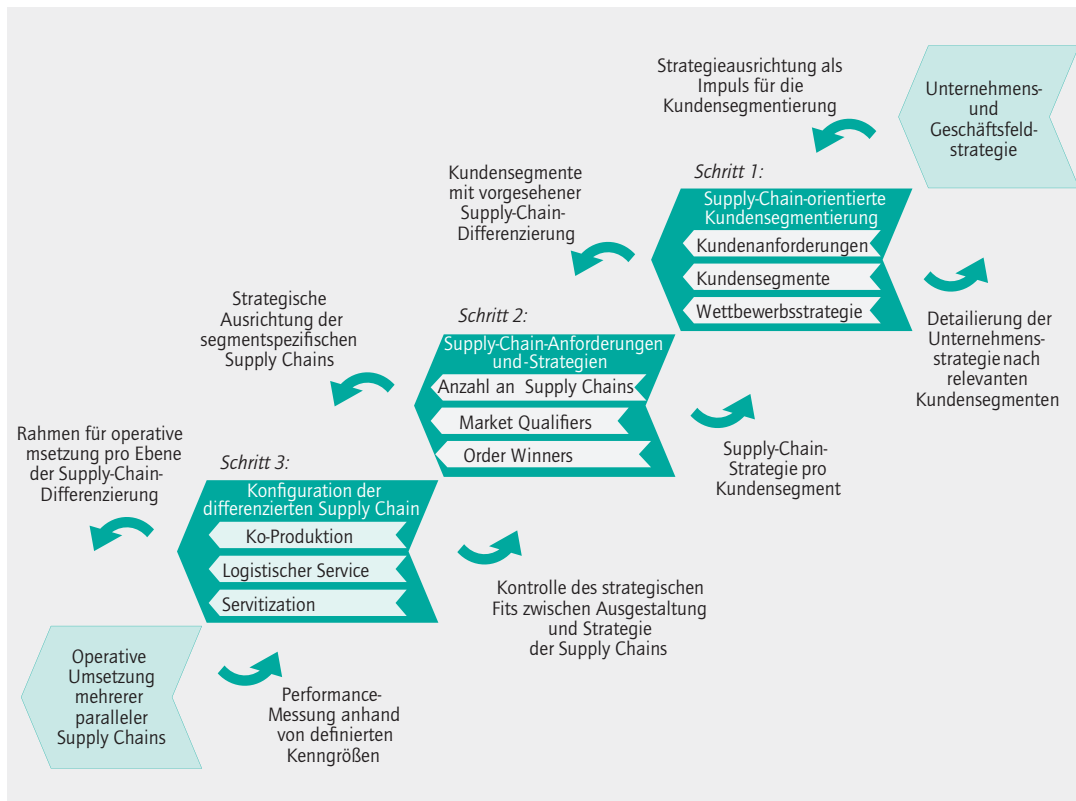 Strategieausrichtung als
Impuls für die
Kundensegmentierung
Unternehmens-
und
Geschäftsfeld-
strategie
Kundensegmente
mit vorgesehener
Supply-Chain-
Differenzierung
Schritt 1:
Supply-Chain-orientierte
Kundensegmentierung
Kundenanforderungen
Kundensegmente
Wettbewerbsstrategie
Detailierung der
Unternehmens-
strategie nach
relevanten
Kundensegmenten
Strategische
Ausrichtung der
segmentspezifischen
Supply Chains
Schritt 2:
Supply-Chain-Anforderungen
und-Strategien
Anzahl an Supply Chains
Market Qualifiers
Order Winners
Supply-Chain-
Strategie pro
Kundensegment
Rahmen für operative
msetzung pro Ebene
der Supply-Chain-
Differenzierung
Schritt 3:
Konfiguration der
differenzierten Supply Chain
Ko-Produktion
Logistischer Service
Servitization
Kontrolle des strategischen
Fits zwischen Ausgestaltung
und Strategie
der Supply Chains
Operative
Umsetzung
mehrerer
paralleler
Supply Chains
Performance-
Messung anhand
von definierten
Kenngrößen